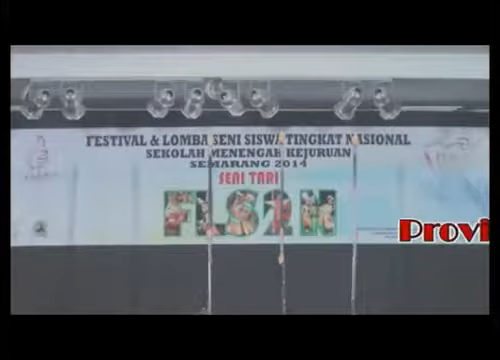 FESTIVAL & LOMBA SENI SISWA TINGKAT NASIONAL
SEKOLAH MENENGAH KEJURUAN
SEMARANG 2014
SENI TARI
FLS2N
Provi